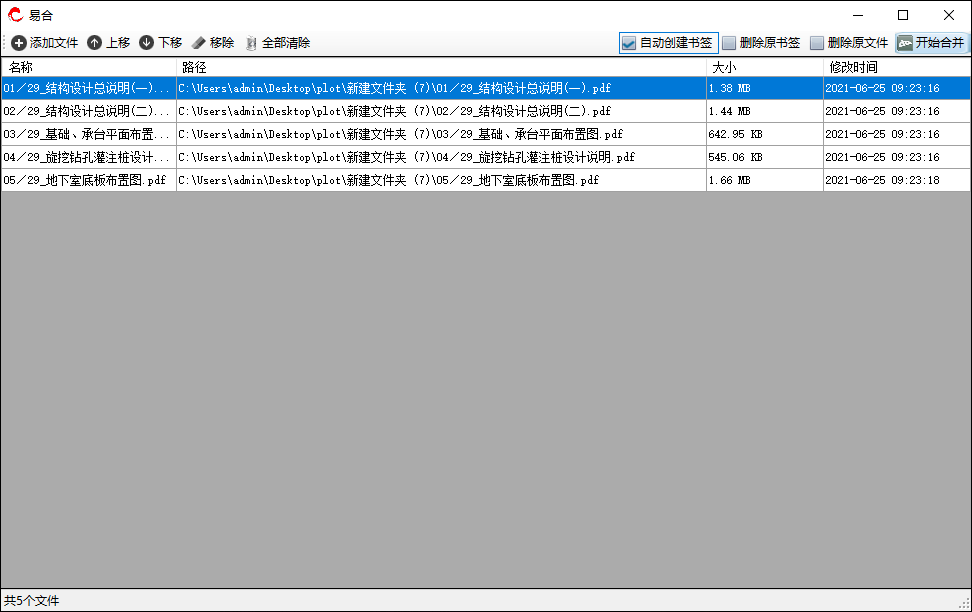 易合
添加文件 上移 下移 移除 全部清除 自动创建书签 删除原书签 删除原文件 开始合并
名称 路径 大小 修改时间
01／29_结构设计总说明(一)... C:\Users\admin\Desktop\plot\新建文件夹 (7)\01／29_结构设计总说明(一).pdf 1.38 MB 2021-06-25 09:23:16
02／29_结构设计总说明(二)... C:\Users\admin\Desktop\plot\新建文件夹 (7)\02／29_结构设计总说明(二).pdf 1.44 MB 2021-06-25 09:23:16
03／29_基础、承台平面布置... C:\Users\admin\Desktop\plot\新建文件夹 (7)\03／29_基础、承台平面布置图.pdf 642.95 KB 2021-06-25 09:23:16
04／29_旋挖钻孔灌注桩设计... C:\Users\admin\Desktop\plot\新建文件夹 (7)\04／29_旋挖钻孔灌注桩设计说明.pdf 545.06 KB 2021-06-25 09:23:16
05／29_地下室底板布置图.pdf C:\Users\admin\Desktop\plot\新建文件夹 (7)\05／29_地下室底板布置图.pdf 1.66 MB 2021-06-25 09:23:18
共5个文件